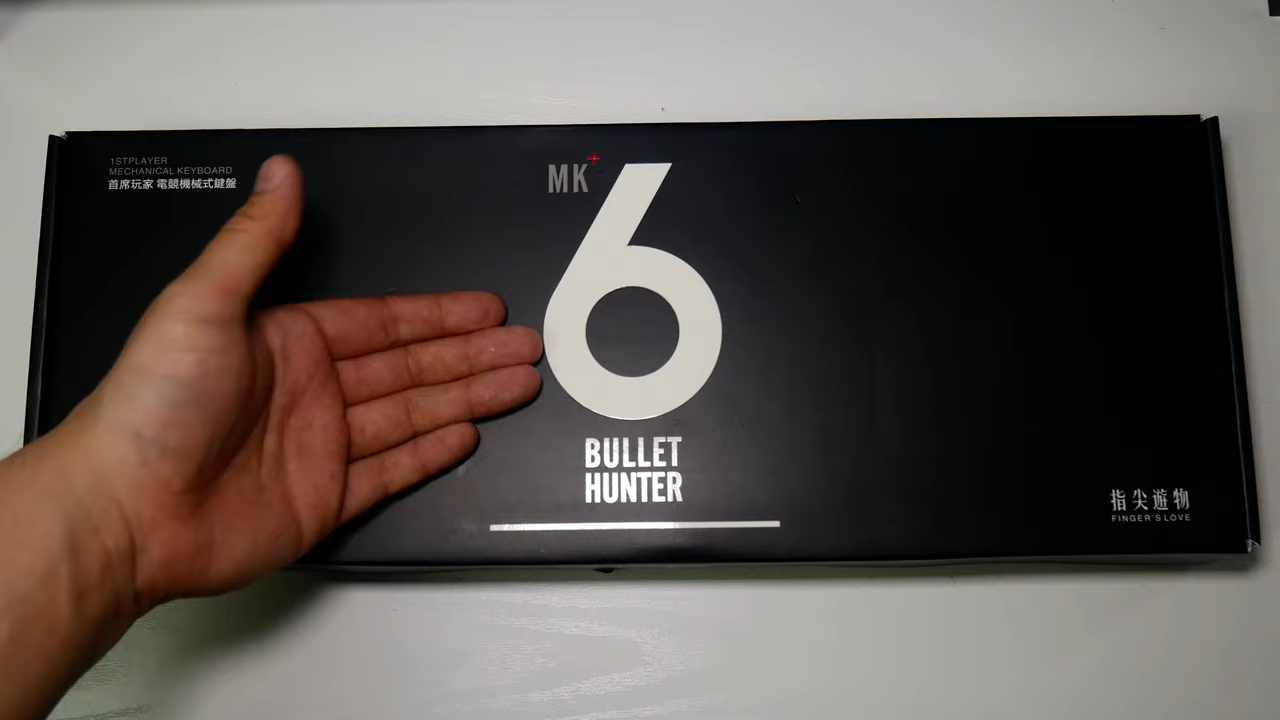 1STPLAYER
MECHANICAL KEYBOARD
首席玩家 電競機械式鍵盤
MK+
6
BULLET
HUNTER
指尖遊物
FINGER'S LOVE